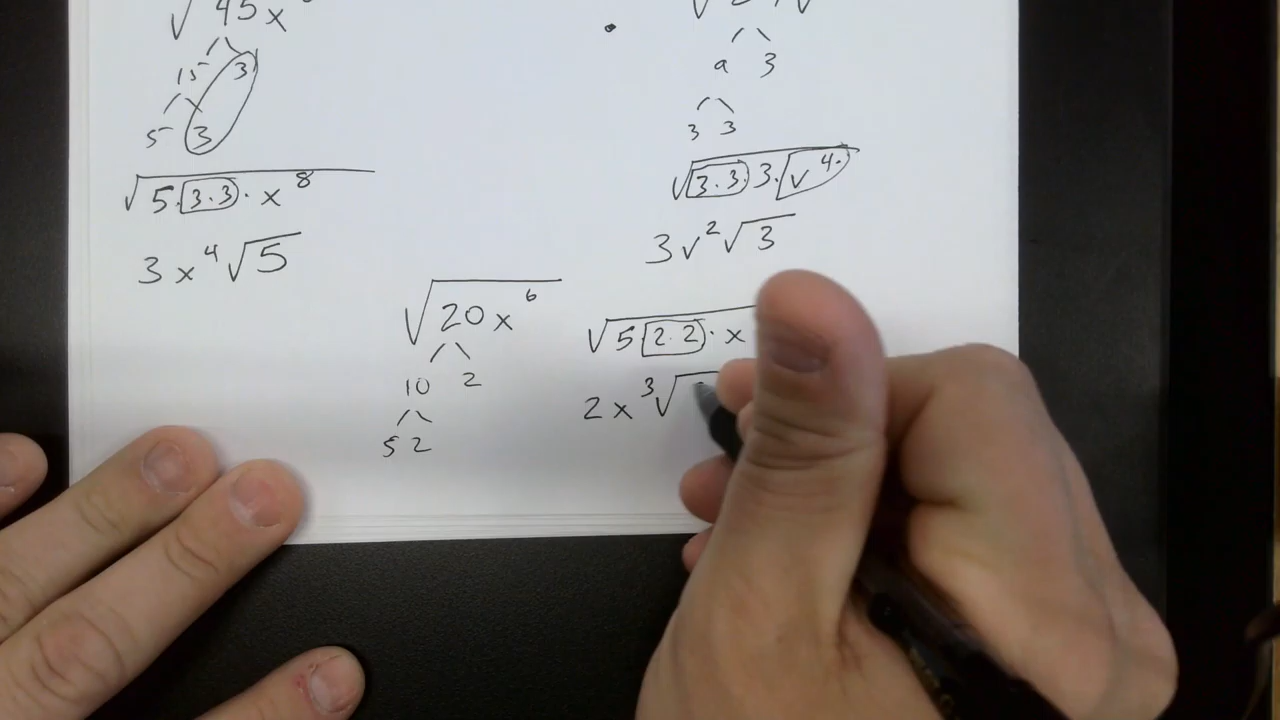 √45x
15 3
5 3
√5·3·3·x⁸
3x⁴√5
9 3
3 3
√3·3·3·v⁴·
3v²√3
√20x⁶
10 2
5 2
√5·2·2·x
2x³√